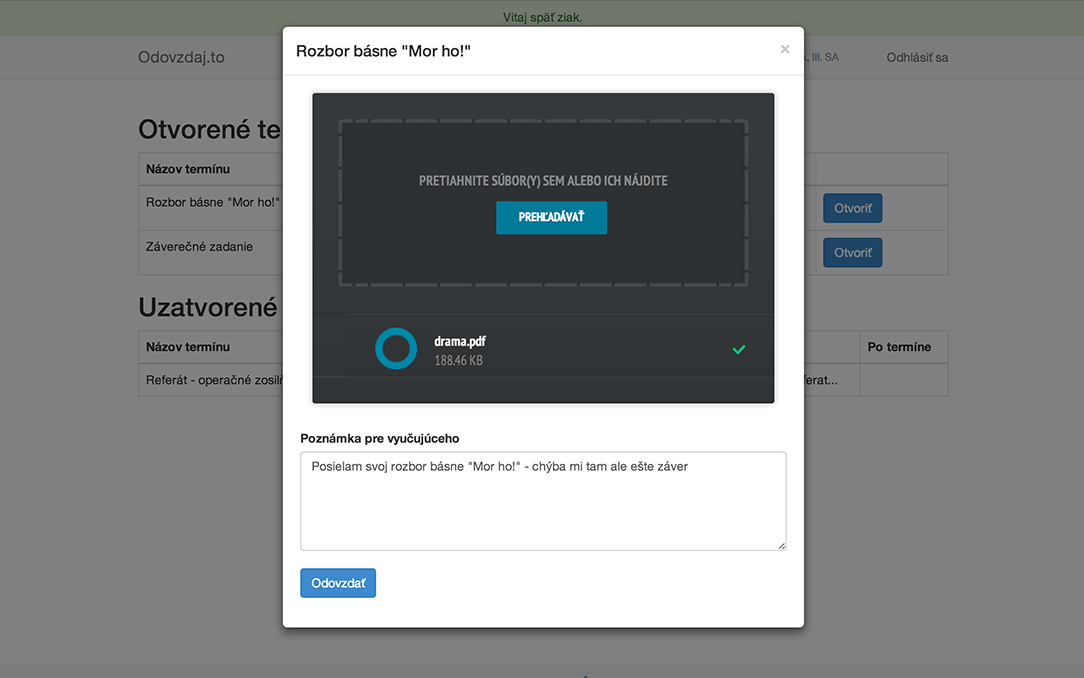 Vitaj späť ziak.
Odovzdaj.to
III. SA
Odhlásiť sa
Rozbor básne "Mor ho!"
×
PRETIAHNITE SÚBOR(Y) SEM ALEBO ICH NÁJDITE
PREHĽADÁVAŤ
drama.pdf
188.46 KB
Poznámka pre vyučujúceho
Posielam svoj rozbor básne "Mor ho!" - chýba mi tam ale ešte záver
Odovzdať
Otvorené te
Názov termínu
Rozbor básne "Mor ho!"
Otvoriť
Záverečné zadanie
Otvoriť
Uzatvorené
Názov termínu
Po termíne
Referát - operačné zosil
ferat...